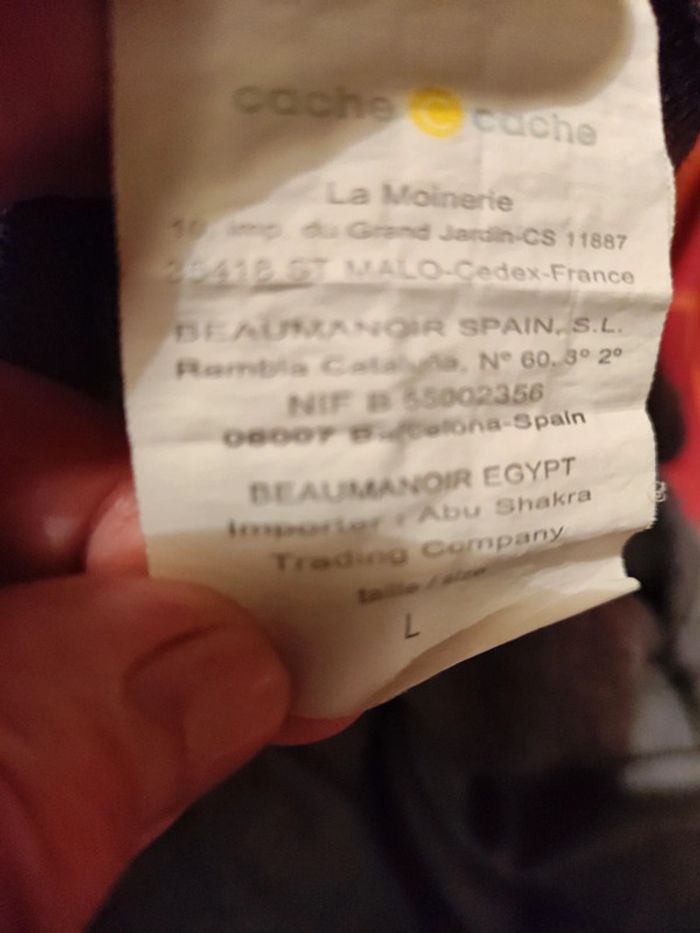 cache cache
La Moinerie
10, imp. du Grand Jardin-CS 11887
ST MALO-Cedex-France
BEAUMANOIR SPAIN, S.L.
Rambla Cataluña, Nº 60, 3º 2º
NIF B 55002356
08007 Barcelona-Spain
BEAUMANOIR EGYPT
Importer : Abu Shakra
Trading Company
taille / size
L